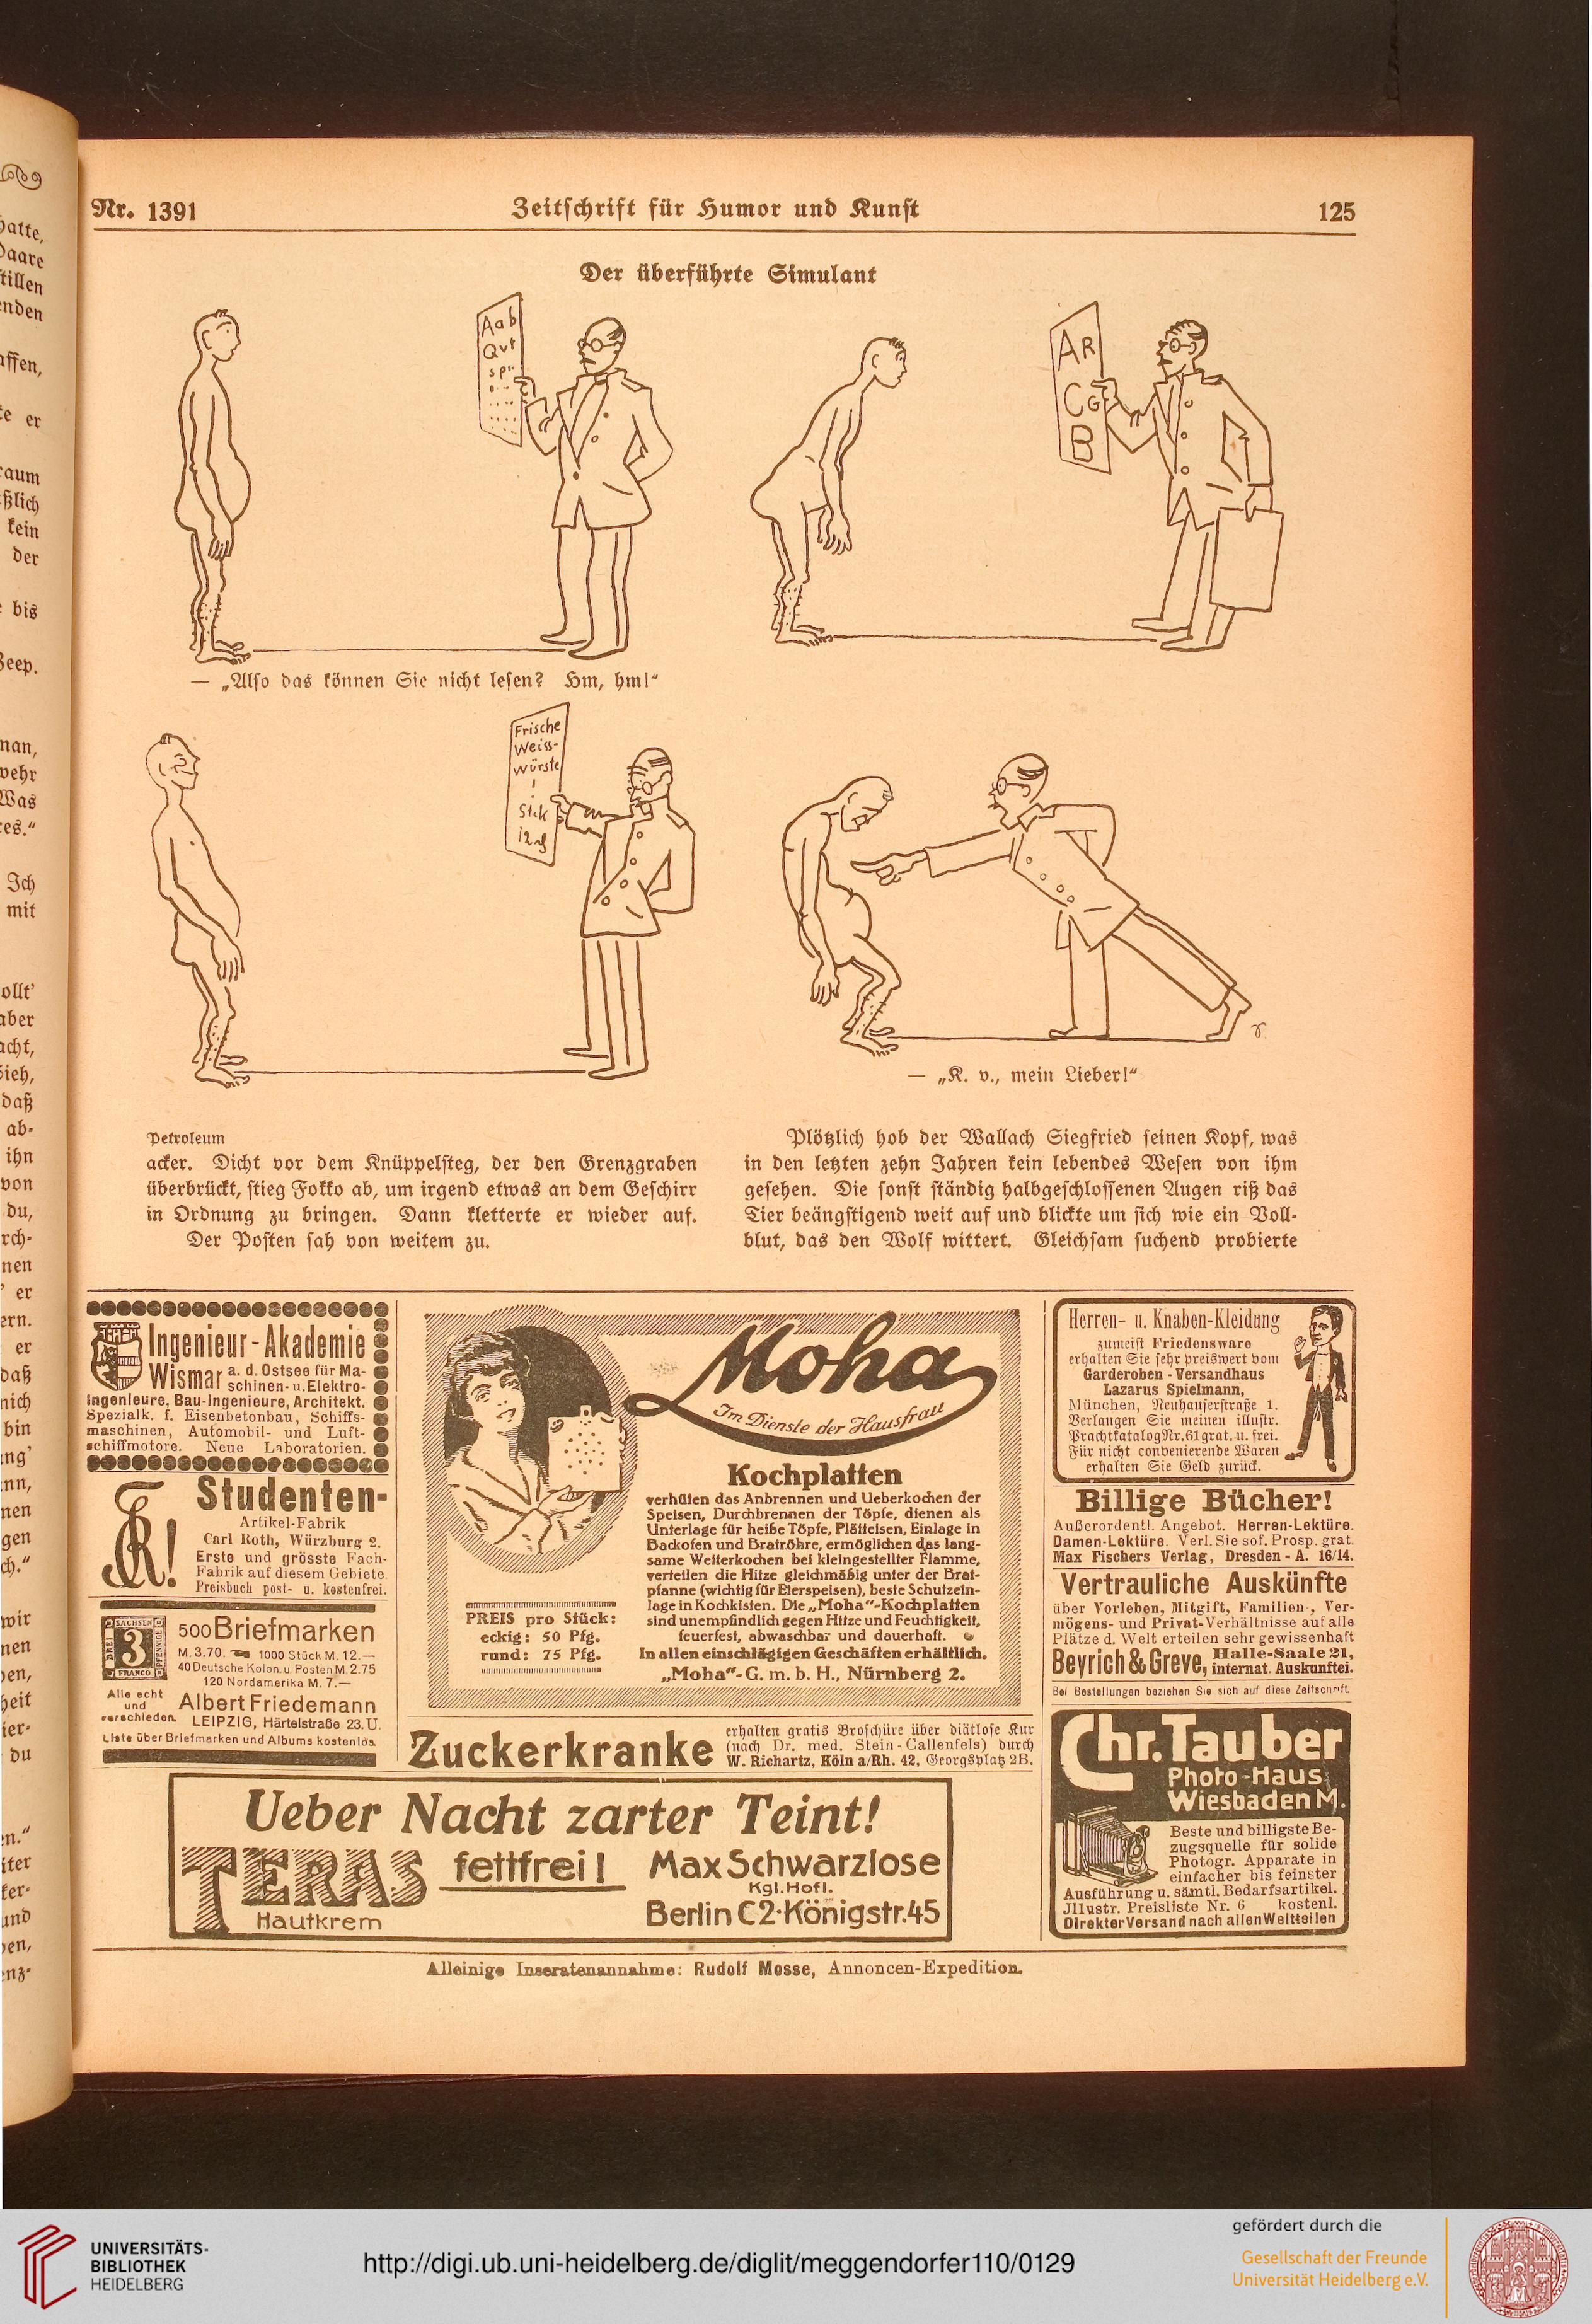 Nr. 1391
Zeitschrift für Humor und Kunst
125
Der überführte Simulant
Aab
Qvt
spr
AR
CG
B
— „Also das können Sie nicht lesen? Hm, hm!“
Frische
Weiss-
würste
!
Stck
12
— „K. v., mein Lieber!“
Petroleum
acker. Dicht vor dem Knüppelsteg, der den Grenzgraben
überbrückt, stieg Fokko ab, um irgend etwas an dem Geschirr
in Ordnung zu bringen. Dann kletterte er wieder auf.
Der Posten sah von weitem zu.
Plötzlich hob der Wallach Siegfried seinen Kopf, was
in den letzten zehn Jahren kein lebendes Wesen von ihm
gesehen. Die sonst ständig halbgeschlossenen Augen riß das
Tier beängstigend weit auf und blickte um sich wie ein Voll-
blut, das den Wolf wittert. Gleichsam suchend probierte
Ingenieur-Akademie
Wismar a. d. Ostsee für Ma-
schinen- u. Elektro-
Ingenieure, Bau-Ingenieure, Architekt.
Spezialk. f. Eisenbetonbau, Schiffs-
maschinen, Automobil- und Luft-
schiffmotore. Neue Laboratorien.
Studenten-
Artikel-Fabrik
Carl Roth, Würzburg 2.
Erste und grösste Fach-
Fabrik auf diesem Gebiete
Preisbuch post- u. kostenfrei.
SACHSEN
DREI
3
PFENNIGE
FRANCO
500 Briefmarken
M. 3.70. 1000 Stück M. 12.—
40 Deutsche Kolon. u. Posten M. 2.75
120 Nordamerika M. 7.—
Alle echt
und
verschieden.
Albert Friedemann
LEIPZIG, Härtelstraße 23. U.
Liste über Briefmarken und Albums kostenlos.
Moha
Im Dienste der Hausfrau
Kochplatten
verhüten das Anbrennen und Ueberkochen der
Speisen, Durchbrennen der Töpfe, dienen als
Unterlage für heiße Töpfe, Plätteisen, Einlage in
Backofen und Bratröhre, ermöglichen das lang-
same Weiterkochen bei kleingestellter Flamme,
verteilen die Hitze gleichmäßig unter der Brat-
pfanne (wichtig für Eierspeisen), beste Schutzein-
lage in Kochkisten. Die „Moha“-Kochplatten
sind unempfindlich gegen Hitze und Feuchtigkeit,
feuerfest, abwaschbar und dauerhaft.
In allen einschlägigen Geschäften erhältlich.
„Moha“-G. m. b. H., Nürnberg 2.
PREIS pro Stück:
eckig: 50 Pfg.
rund: 75 Pfg.
Zuckerkranke
erhalten gratis Broschüre über diätlose Kur
(nach Dr. med. Stein-Callenfels) durch
W. Richartz, Köln a/Rh. 42, Georgsplatz 2B.
Ueber Nacht zarter Teint!
TERAS
Hautkrem
fettfrei!
Max Schwarzlose
Kgl. Hofl.
Berlin C2·Königstr.45
Herren- u. Knaben-Kleidung
zumeist Friedensware
erhalten Sie sehr preiswert vom
Garderoben-Versandhaus
Lazarus Spielmann,
München, Neuhauserstraße 1.
Verlangen Sie meinen illustr.
Prachtkatalog Nr. 61 grat. u. frei.
Für nicht convenierende Waren
erhalten Sie Geld zurück.
Billige Bücher!
Außerordentl. Angebot. Herren-Lektüre.
Damen-Lektüre. Verl. Sie sof. Prosp. grat.
Max Fischers Verlag, Dresden-A. 16/14.
Vertrauliche Auskünfte
über Vorleben, Mitgift, Familien-, Ver-
mögens- und Privat-Verhältnisse auf alle
Plätze d. Welt erteilen sehr gewissenhaft
Beyrich & Greve, Halle-Saale 21,
internat. Auskunftei.
Bei Bestellungen beziehen Sie sich auf diese Zeitschrift.
Chr. Tauber
Photo-Haus
Wiesbaden M.
Beste und billigste Be-
zugsquelle für solide
Photogr. Apparate in
einfacher bis feinster
Ausführung u. sämtl. Bedarfsartikel.
Jllustr. Preisliste Nr. 6 kostenl.
Direkter Versand nach allen Weltteilen
Alleinige Inseratenannahme: Rudolf Mosse, Annoncen-Expedition.
UNIVERSITÄTS-
BIBLIOTHEK
HEIDELBERG
http://digi.ub.uni-heidelberg.de/diglit/meggendorfer110/0129
gefördert durch die
Gesellschaft der Freunde
Universität Heidelberg e.V.